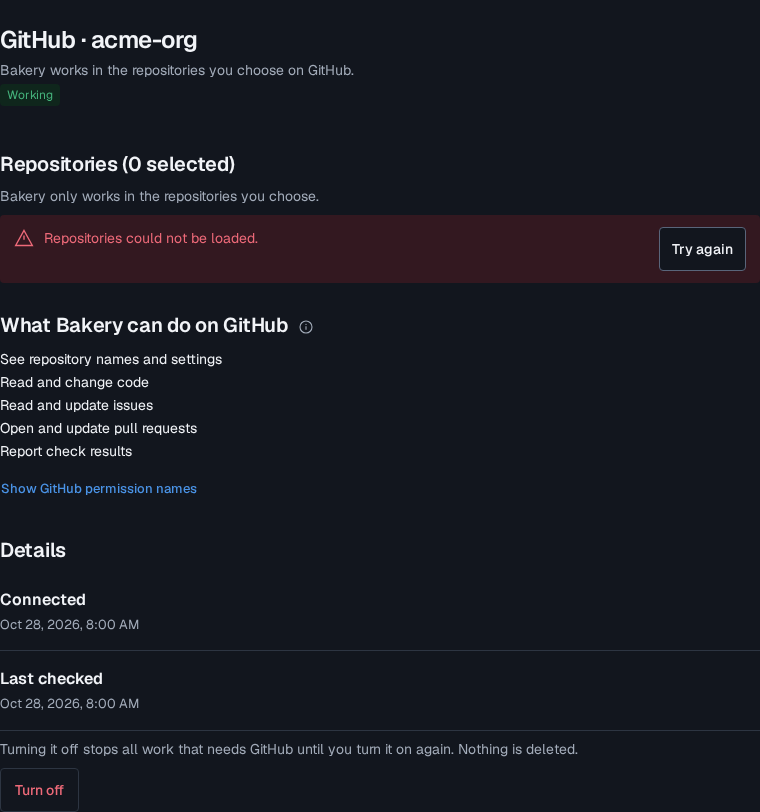 GitHub · acme-org
Bakery works in the repositories you choose on GitHub.
Working
Repositories (0 selected)
Bakery only works in the repositories you choose.
Repositories could not be loaded.
Try again
What Bakery can do on GitHub
See repository names and settings
Read and change code
Read and update issues
Open and update pull requests
Report check results
Show GitHub permission names
Details
Connected
Oct 28, 2026, 8:00 AM
Last checked
Oct 28, 2026, 8:00 AM
Turning it off stops all work that needs GitHub until you turn it on again. Nothing is deleted.
Turn off